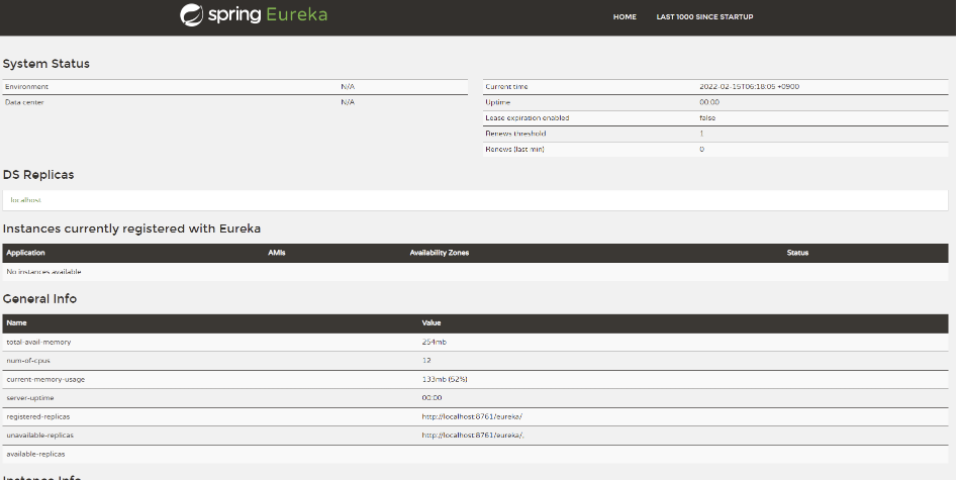 spring Eureka
HOME LAST 1000 SINCE STARTUP
System Status
Environment N/A
Data center N/A
Current time 2022-02-15T06:18:05 +0900
Uptime 00:00
Lease expiration enabled false
Renews threshold 1
Renews (last min) 0
DS Replicas
localhost
Instances currently registered with Eureka
Application AMIs Availability Zones Status
No instances available
General Info
Name Value
total-avail-memory 254mb
num-of-cpus 12
current-memory-usage 133mb (52%)
server-uptime 00:00
registered-replicas http://localhost:8761/eureka/
unavailable-replicas http://localhost:8761/eureka/,
available-replicas
Instance Info